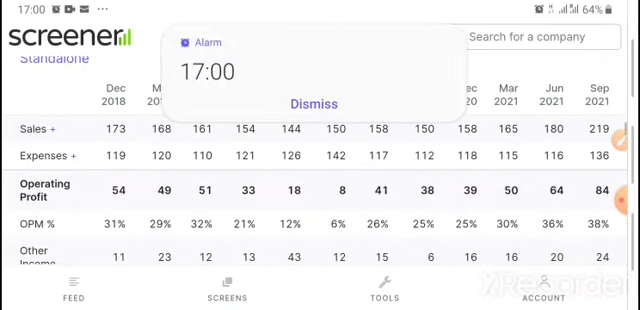 17:00 64%
screener
Search for a company
Alarm
17:00
Dismiss
Standalone
Dec 2018 M 20 Mar 2021 Jun 2021 Sep 2021
Sales + 173 168 161 154 144 150 158 150 158 165 180 219
Expenses + 119 120 110 121 126 142 117 112 118 115 116 136
Operating Profit 54 49 51 33 18 8 41 38 39 50 64 84
OPM % 31% 29% 32% 21% 12% 6% 26% 25% 25% 30% 36% 38%
Other Income 11 23 12 13 43 12 15 6 16 16 20 24
FEED SCREENS TOOLS ACCOUNT
XRecorder